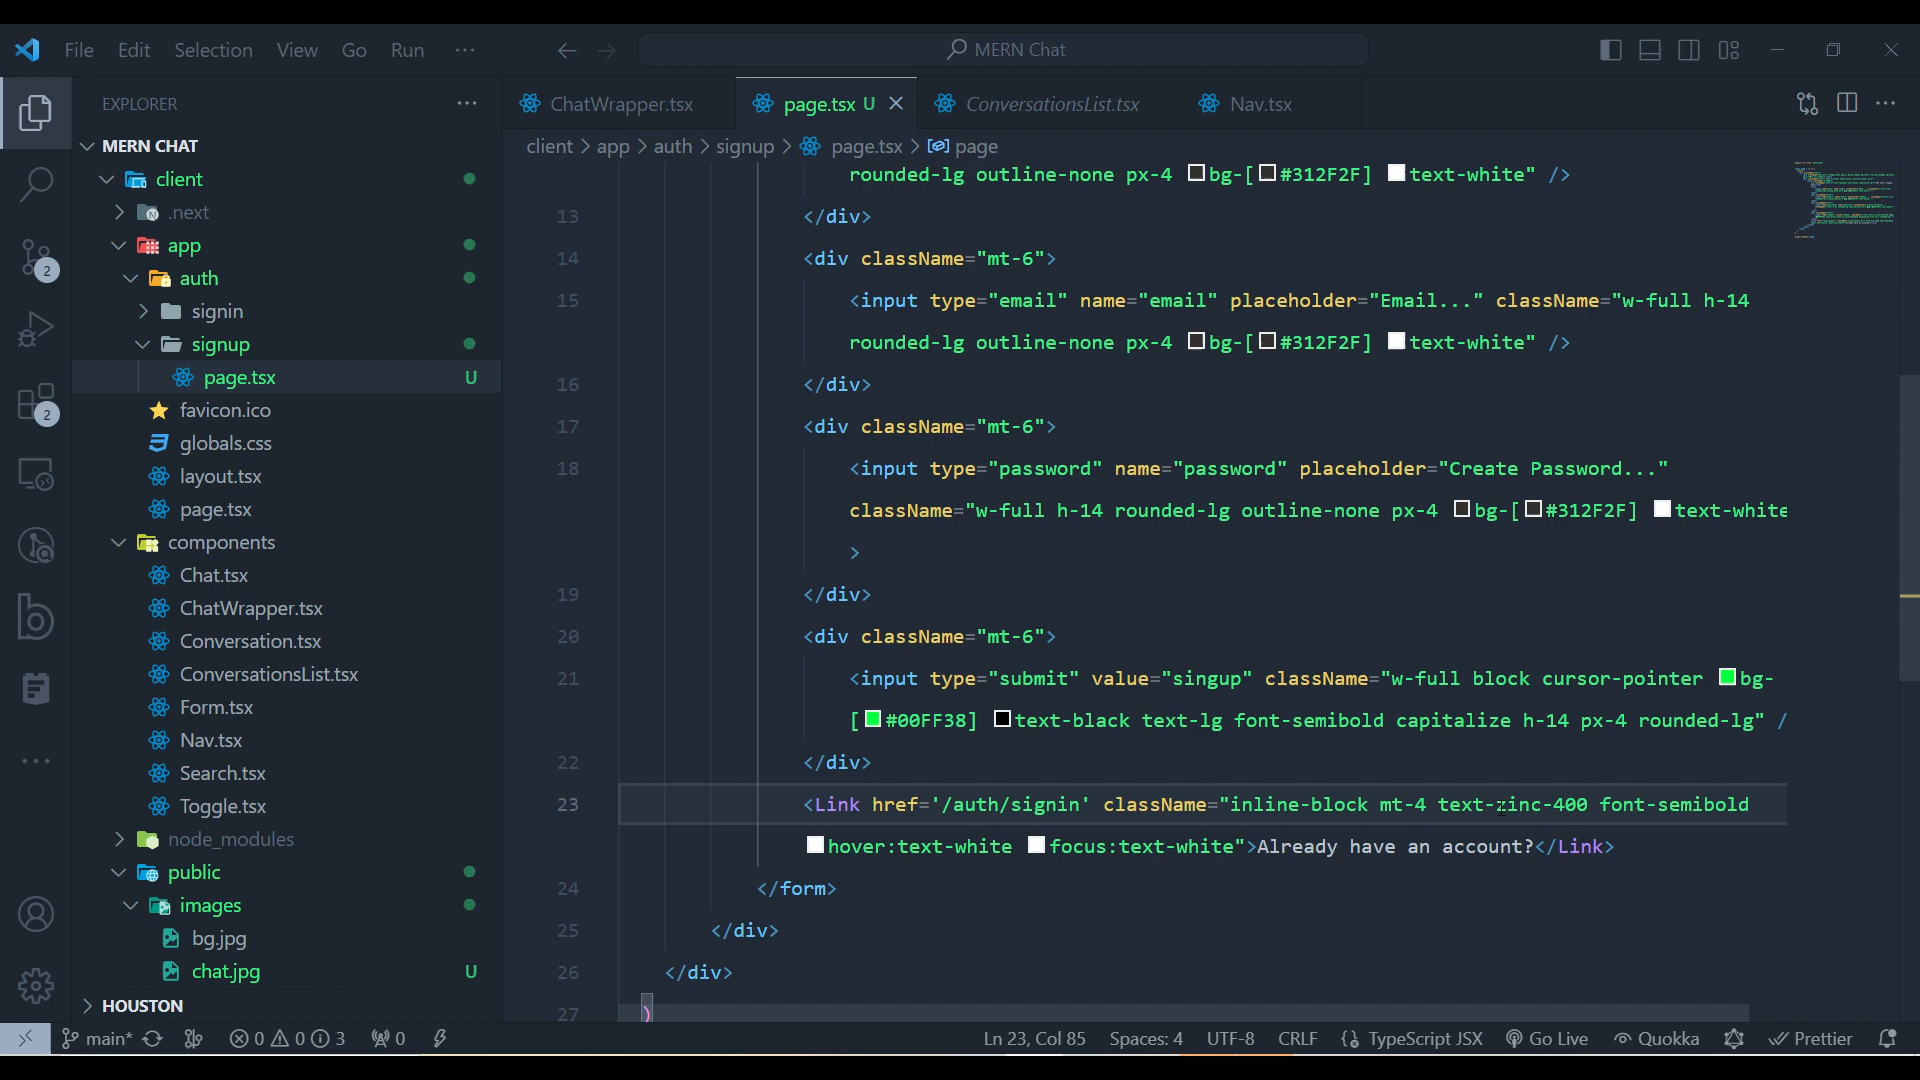 File Edit Selection View Go Run ··· MERN Chat
EXPLORER ···
MERN CHAT
client
.next
app
auth
signin
signup
page.tsx U
favicon.ico
globals.css
layout.tsx
page.tsx
components
Chat.tsx
ChatWrapper.tsx
Conversation.tsx
ConversationsList.tsx
Form.tsx
Nav.tsx
Search.tsx
Toggle.tsx
node_modules
public
images
bg.jpg
chat.jpg U
HOUSTON
2
2
ChatWrapper.tsx page.tsx U ConversationsList.tsx Nav.tsx
client > app > auth > signup > page.tsx > page
rounded-lg outline-none px-4 bg-[#312F2F] text-white" />
13 </div>
14 <div className="mt-6">
15 <input type="email" name="email" placeholder="Email..." className="w-full h-14
rounded-lg outline-none px-4 bg-[#312F2F] text-white" />
16 </div>
17 <div className="mt-6">
18 <input type="password" name="password" placeholder="Create Password..."
className="w-full h-14 rounded-lg outline-none px-4 bg-[#312F2F] text-white
>
19 </div>
20 <div className="mt-6">
21 <input type="submit" value="singup" className="w-full block cursor-pointer bg-
[#00FF38] text-black text-lg font-semibold capitalize h-14 px-4 rounded-lg" /
22 </div>
23 <Link href='/auth/signin' className="inline-block mt-4 text-zinc-400 font-semibold
hover:text-white focus:text-white">Already have an account?</Link>
24 </form>
25 </div>
26 </div>
27 )
main* 0 0 3 0 Ln 23, Col 85 Spaces: 4 UTF-8 CRLF {} TypeScript JSX Go Live Quokka Prettier